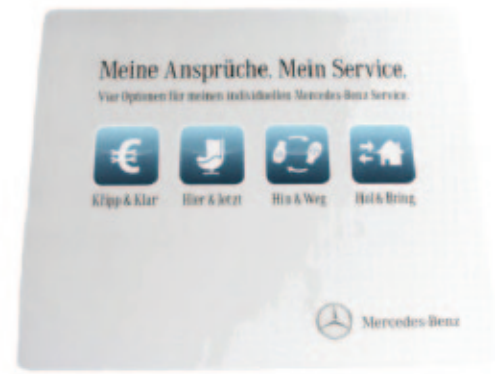 Meine Ansprüche. Mein Service.
Vier Optionen für meinen individuellen Mercedes-Benz Service.
Klipp & Klar
Hier & Jetzt
Hin & Weg
Hol & Bring
Mercedes-Benz